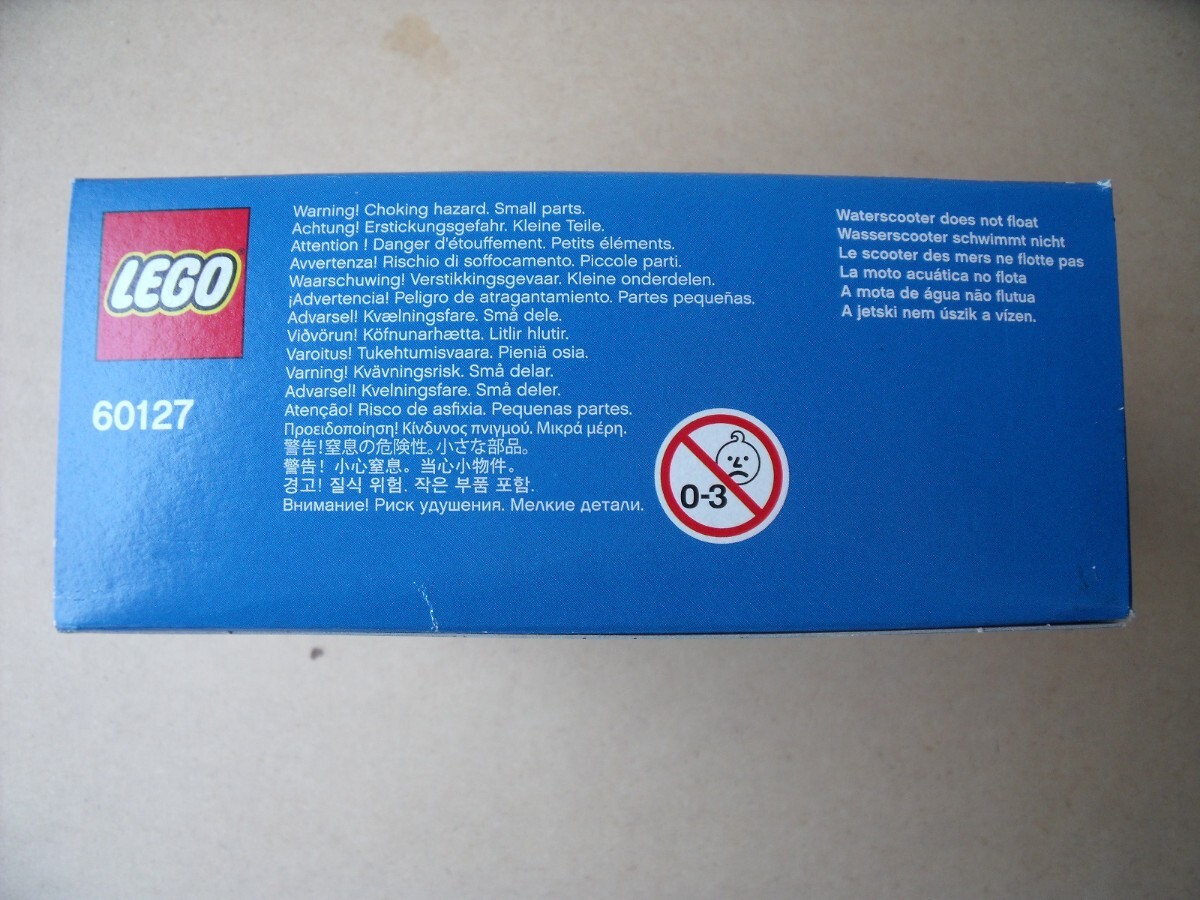 LEGO
60127
Warning! Choking hazard. Small parts.
Achtung! Erstickungsgefahr. Kleine Teile.
Attention ! Danger d'étouffement. Petits éléments.
Avvertenza! Rischio di soffocamento. Piccole parti.
Waarschuwing! Verstikkingsgevaar. Kleine onderdelen.
¡Advertencia! Peligro de atragantamiento. Partes pequeñas.
Advarsel! Kvælningsfare. Små dele.
Viðvörun! Köfnunarhætta. Litlir hlutir.
Varoitus! Tukehtumisvaara. Pieniä osia.
Varning! Kvävningsrisk. Små delar.
Advarsel! Kvelningsfare. Små deler.
Atenção! Risco de asfixia. Pequenas partes.
Προειδοποίηση! Κίνδυνος πνιγμού. Μικρά μέρη.
警告!窒息の危険性。小さな部品。
警告! 小心窒息。当心小物件。
경고! 질식 위험. 작은 부품 포함.
Внимание! Риск удушения. Мелкие детали.
0-3
Waterscooter does not float
Wasserscooter schwimmt nicht
Le scooter des mers ne flotte pas
La moto acuática no flota
A mota de água não flutua
A jetski nem úszik a vízen.